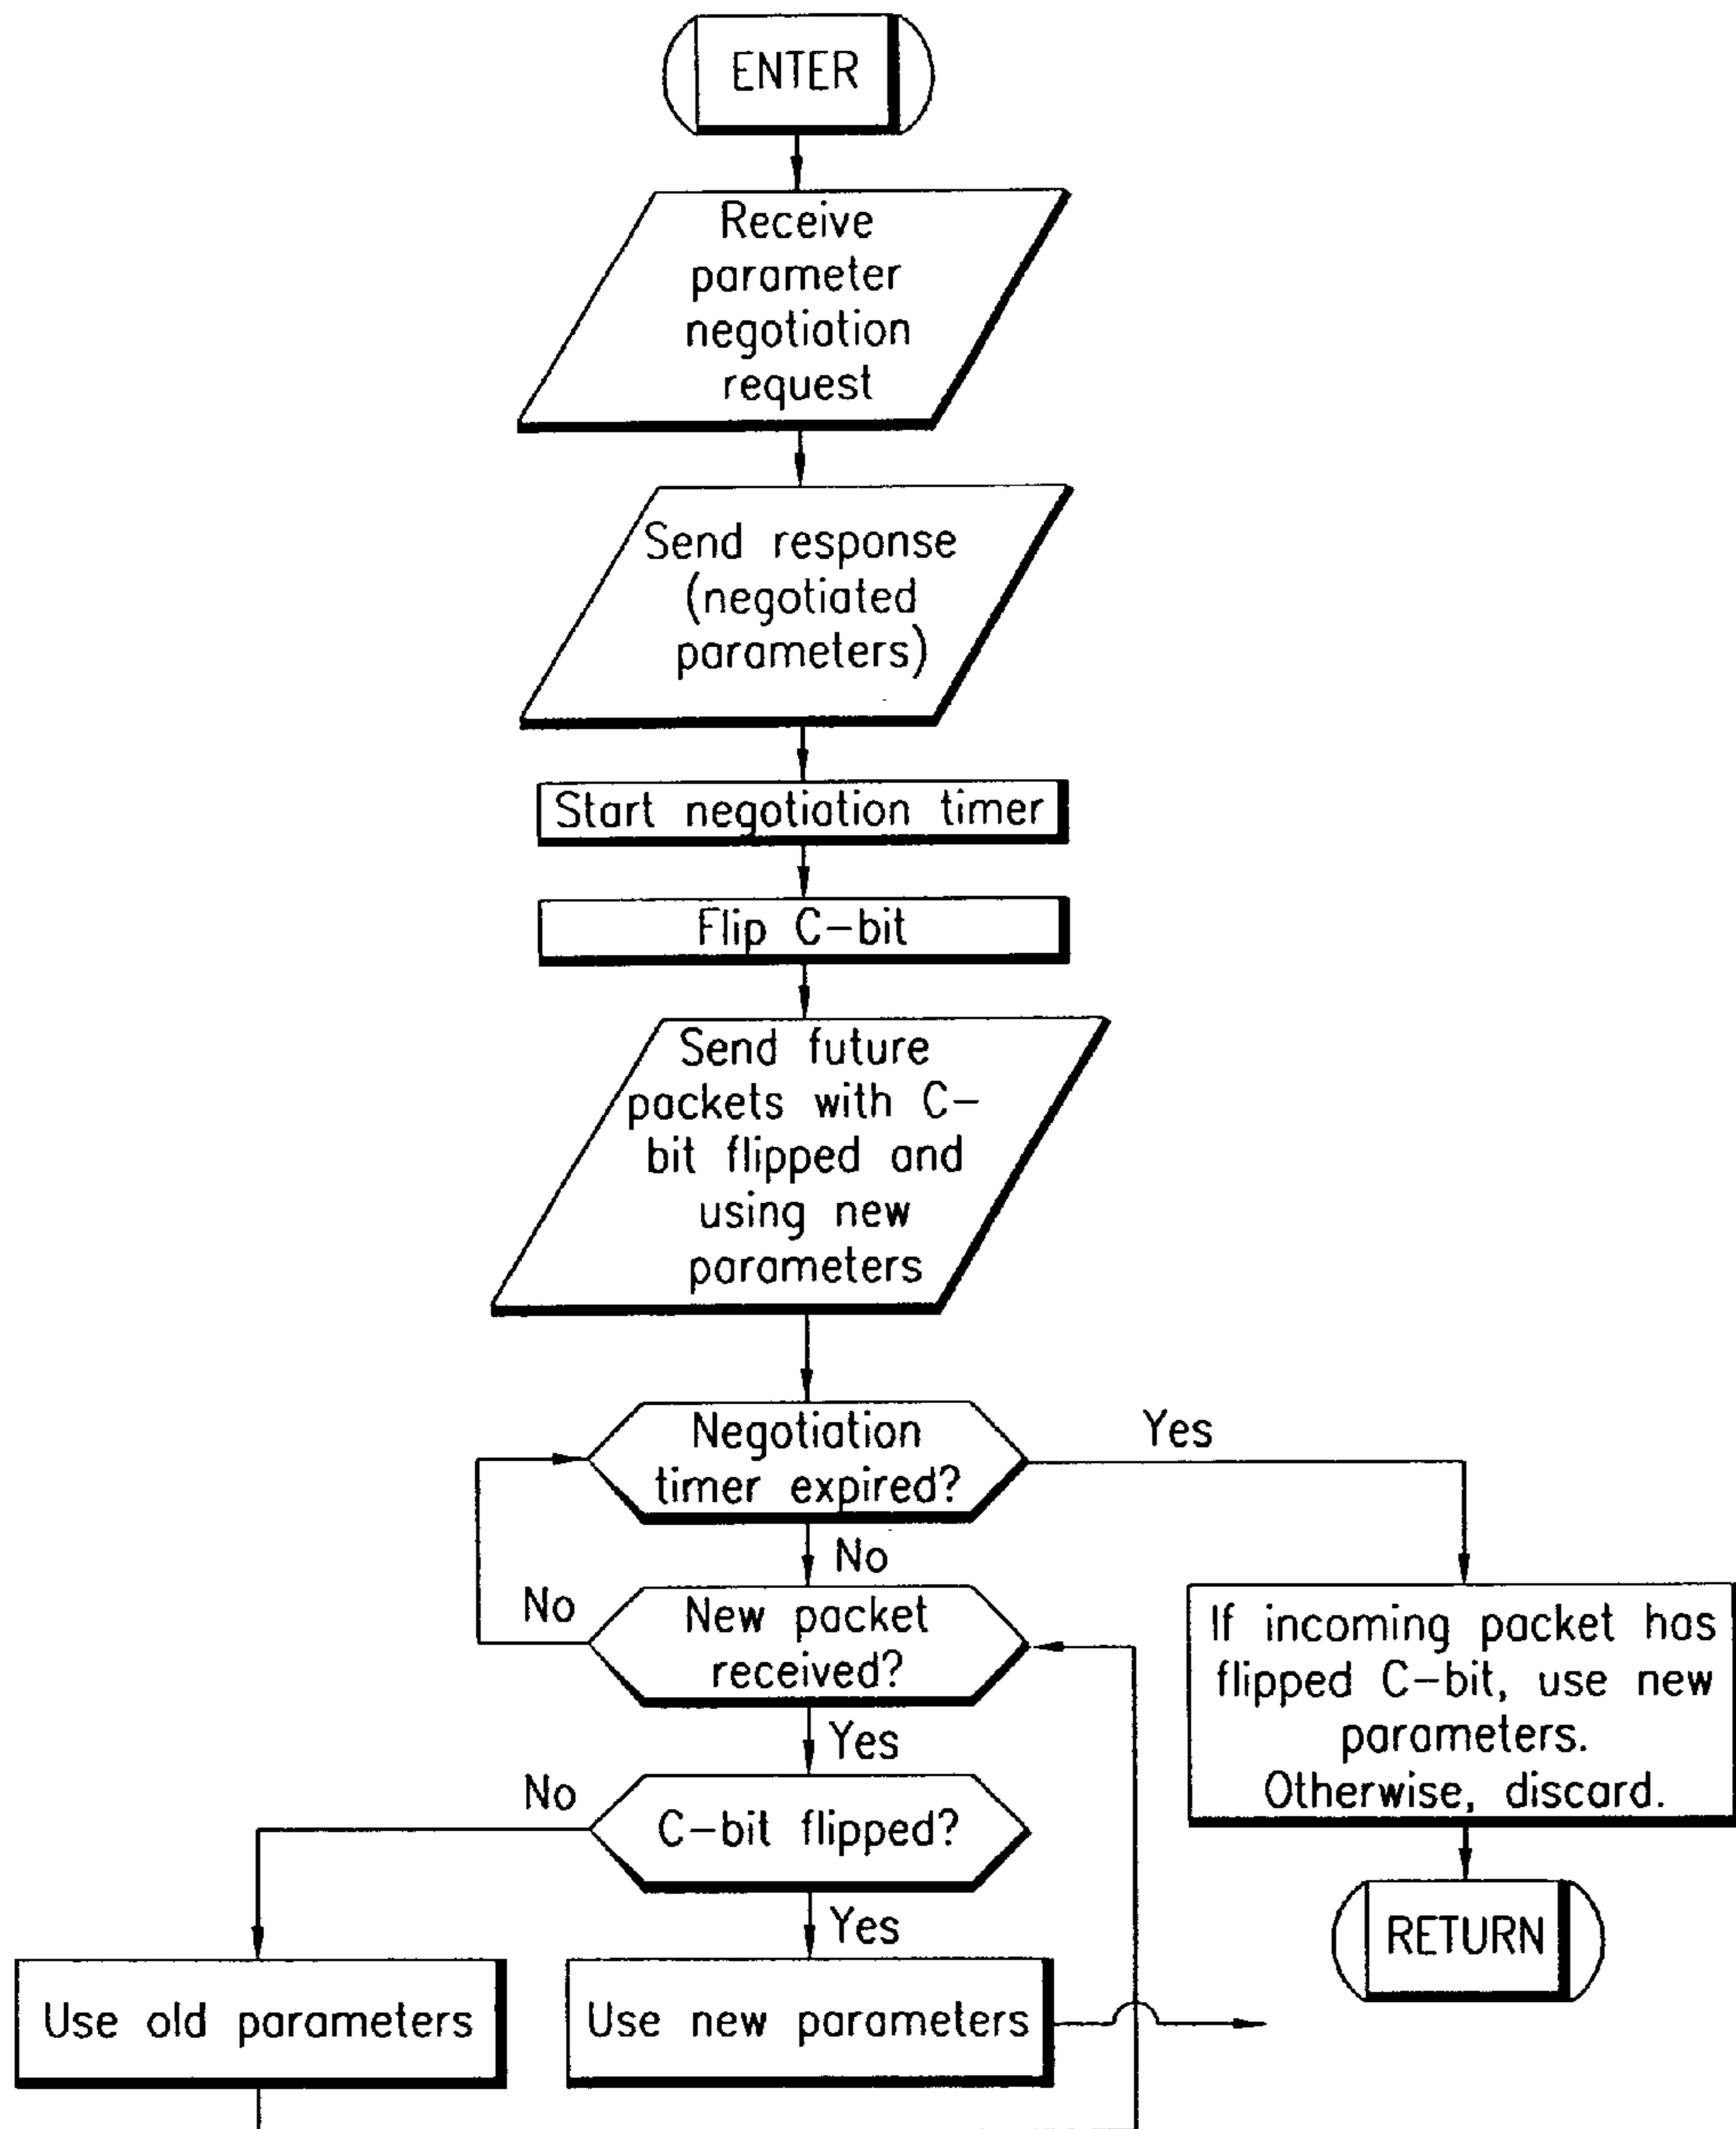 ENTER
Receive
parameter
negotiation
request
Send response
(negotiated
parameters)
Start negotiation timer
Flip C-bit
Send future
packets with C-
bit flipped and
using new
parameters
Negotiation
timer expired?
Yes
No
New packet
received?
No
Yes
If incoming packet has
flipped C-bit, use new
parameters.
Otherwise, discard.
C-bit flipped?
No
Yes
RETURN
Use old parameters
Use new parameters